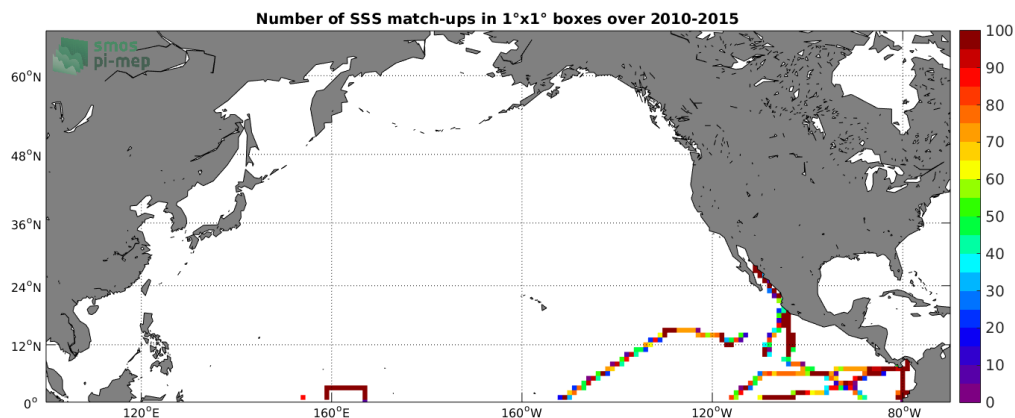 Number of SSS match-ups in 1°x1° boxes over 2010-2015
smos
pi-mep
60°N
48°N
36°N
24°N
12°N
0°
120°E
160°E
160°W
120°W
80°W
100
90
80
70
60
50
40
30
20
10
0